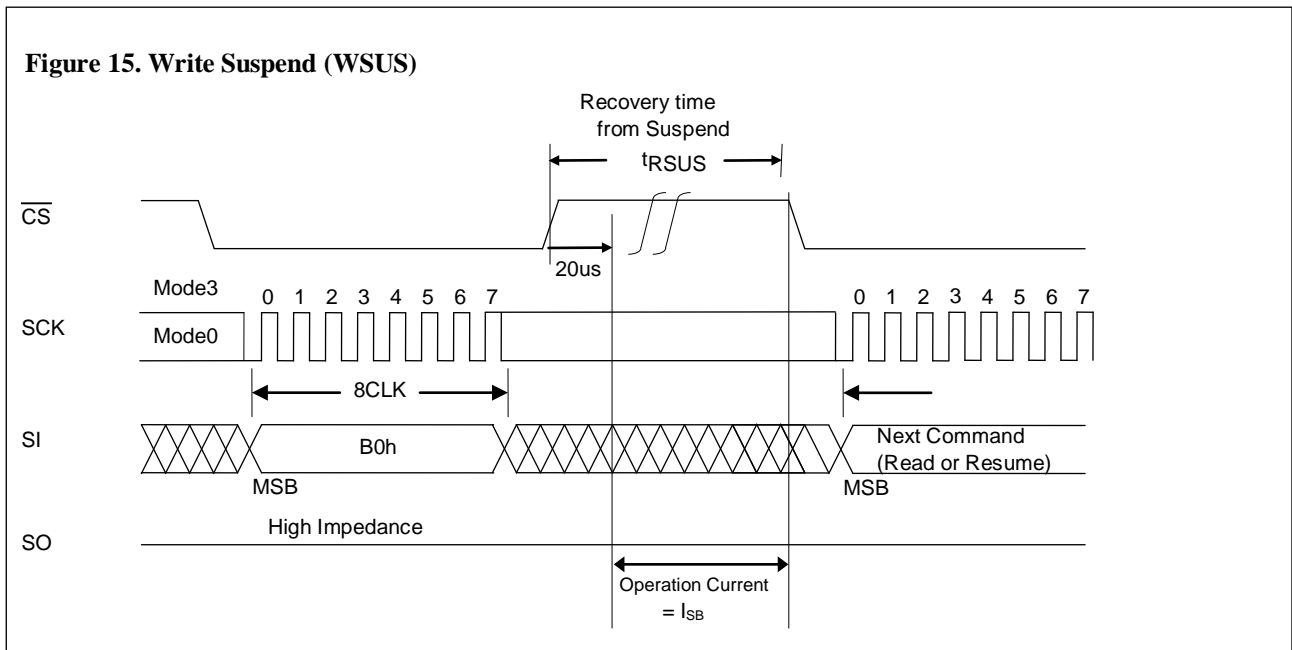 Figure 15. Write Suspend (WSUS)
Recovery time
from Suspend
tRSUS
CS
20us
Mode3
0 1 2 3 4 5 6 7
0 1 2 3 4 5 6 7
SCK
Mode0
8CLK
SI
B0h
Next Command
(Read or Resume)
MSB
MSB
High Impedance
SO
Operation Current
= ISB